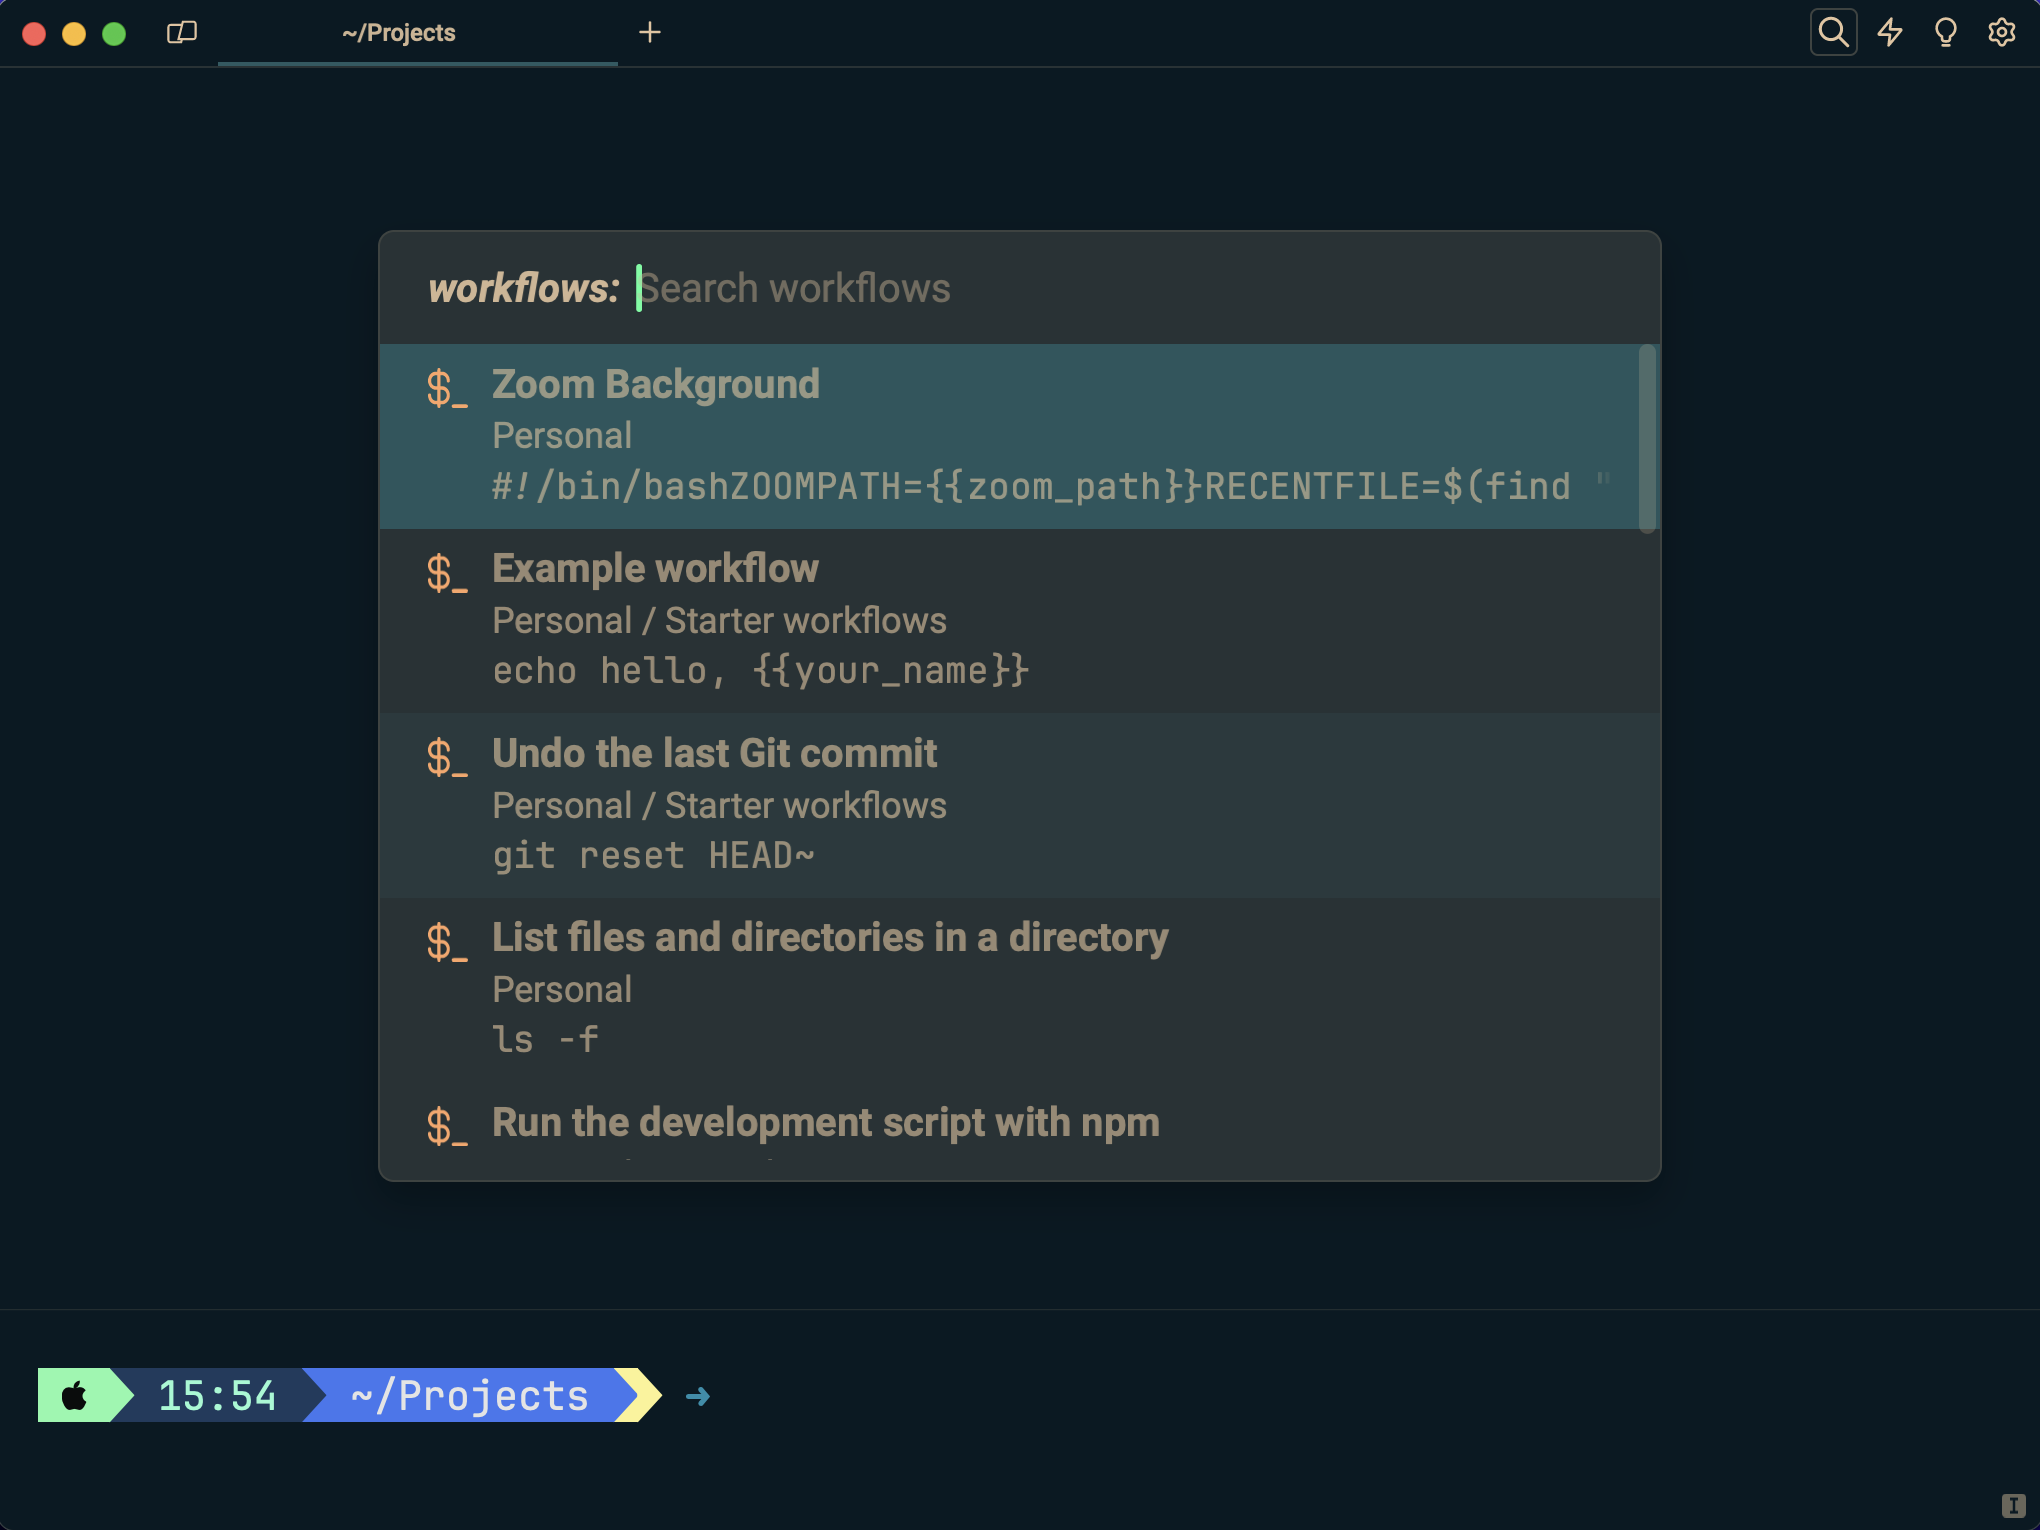 ~/Projects
workflows: Search workflows
$_ Zoom Background
Personal
#!/bin/bashZOOMPATH={{zoom_path}}RECENTFILE=$(find "
$_ Example workflow
Personal / Starter workflows
echo hello, {{your_name}}
$_ Undo the last Git commit
Personal / Starter workflows
git reset HEAD~
$_ List files and directories in a directory
Personal
ls -f
$_ Run the development script with npm
15:54 ~/Projects ➜
I